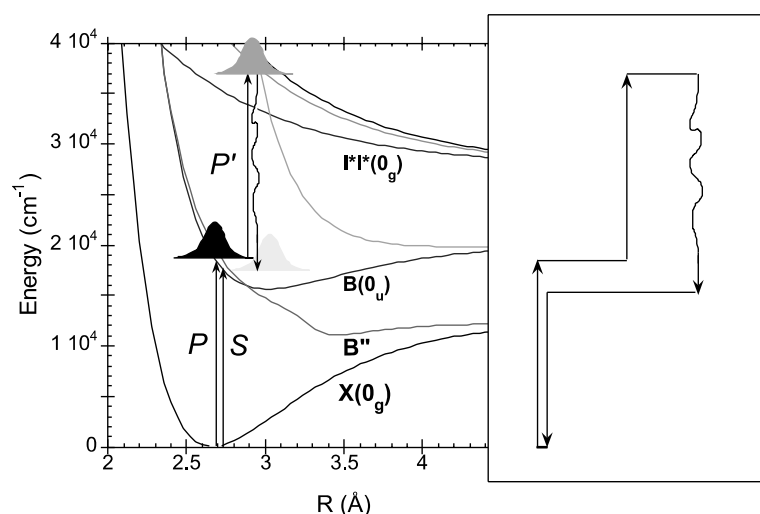 4 10⁴
3 10⁴
2 10⁴
1 10⁴
0
Energy (cm⁻¹)
2 2.5 3 3.5 4
R (Å)
P'
I*I*(0g)
B(0u)
P S
B"
X(0g)